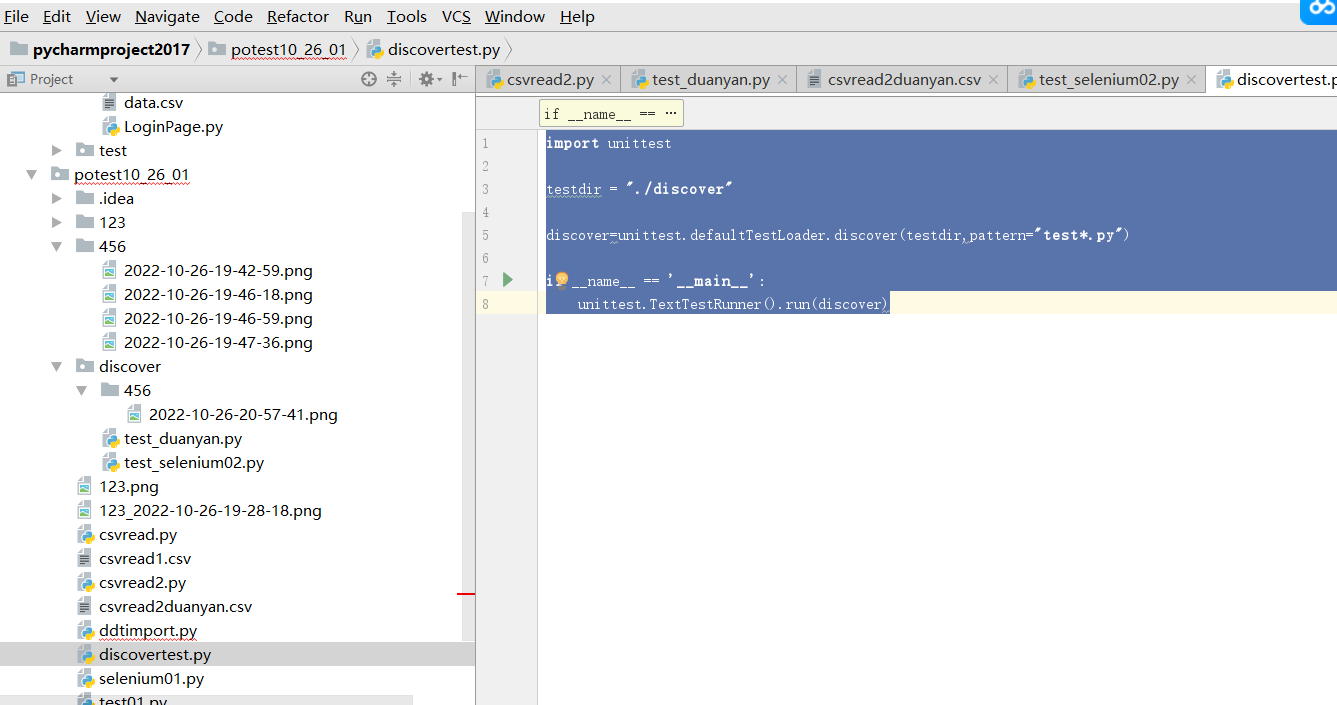 File Edit View Navigate Code Refactor Run Tools VCS Window Help
pycharmproject2017 potest10_26_01 discovertest.py
Project
csvread2.py test_duanyan.py csvread2duanyan.csv test_selenium02.py discovertest.p
if __name__ == ...
data.csv
LoginPage.py
test
potest10_26_01
.idea
123
456
2022-10-26-19-42-59.png
2022-10-26-19-46-18.png
2022-10-26-19-46-59.png
2022-10-26-19-47-36.png
discover
456
2022-10-26-20-57-41.png
test_duanyan.py
test_selenium02.py
123.png
123_2022-10-26-19-28-18.png
csvread.py
csvread1.csv
csvread2.py
csvread2duanyan.csv
ddtimport.py
discovertest.py
selenium01.py
test01.py
1 import unittest
2
3 testdir = "./discover"
4
5 discover=unittest.defaultTestLoader.discover(testdir,pattern="test*.py")
6
7 if __name__ == '__main__':
8 unittest.TextTestRunner().run(discover)